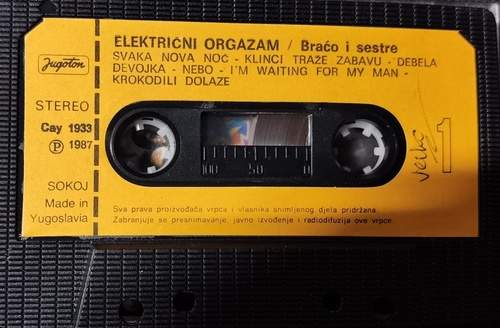 Jugoton
ELEKTRIČNI ORGAZAM / Braćo i sestre
SVAKA NOVA NOĆ - KLINCI TRAŽE ZABAVU - DEBELA
DEVOJKA - NEBO - I'M WAITING FOR MY MAN -
KROKODILI DOLAZE
STEREO
Cay 1933
Ⓟ 1987
SOKOJ
Made in
Yugoslavia
100 50 0
1
Sva prava proizvođača vrpca i vlasnika snimljenog djela pridržana
Zabranjuje se presnimavanje, javno izvođenje i radiodifuzija ove vrpce